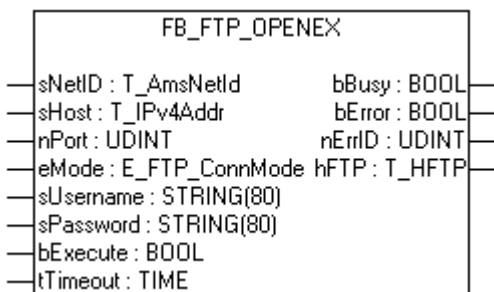 FB_FTP_OPENEX
sNetID : T_AmsNetId bBusy : BOOL
sHost : T_IPv4Addr bError : BOOL
nPort : UDINT nErrID : UDINT
eMode : E_FTP_ConnMode hFTP : T_HFTP
sUsername : STRING(80)
sPassword : STRING(80)
bExecute : BOOL
tTimeout : TIME